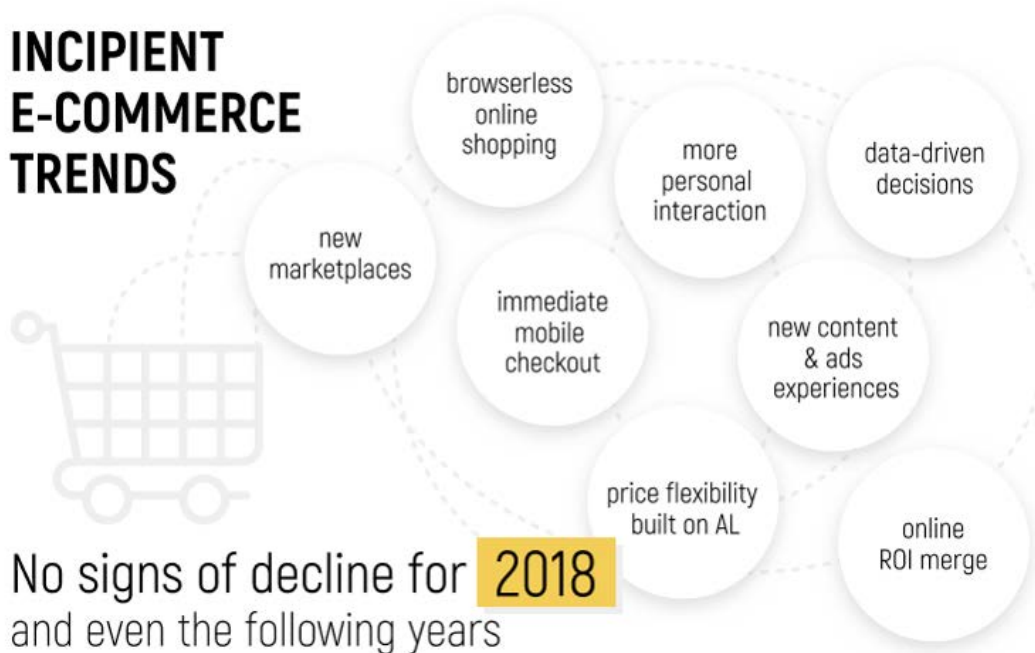 INCIPIENT
E-COMMERCE
TRENDS
browserless
online
shopping
more
personal
interaction
data-driven
decisions
new
marketplaces
immediate
mobile
checkout
new content
& ads
experiences
price flexibility
built on AL
online
ROI merge
No signs of decline for 2018
and even the following years